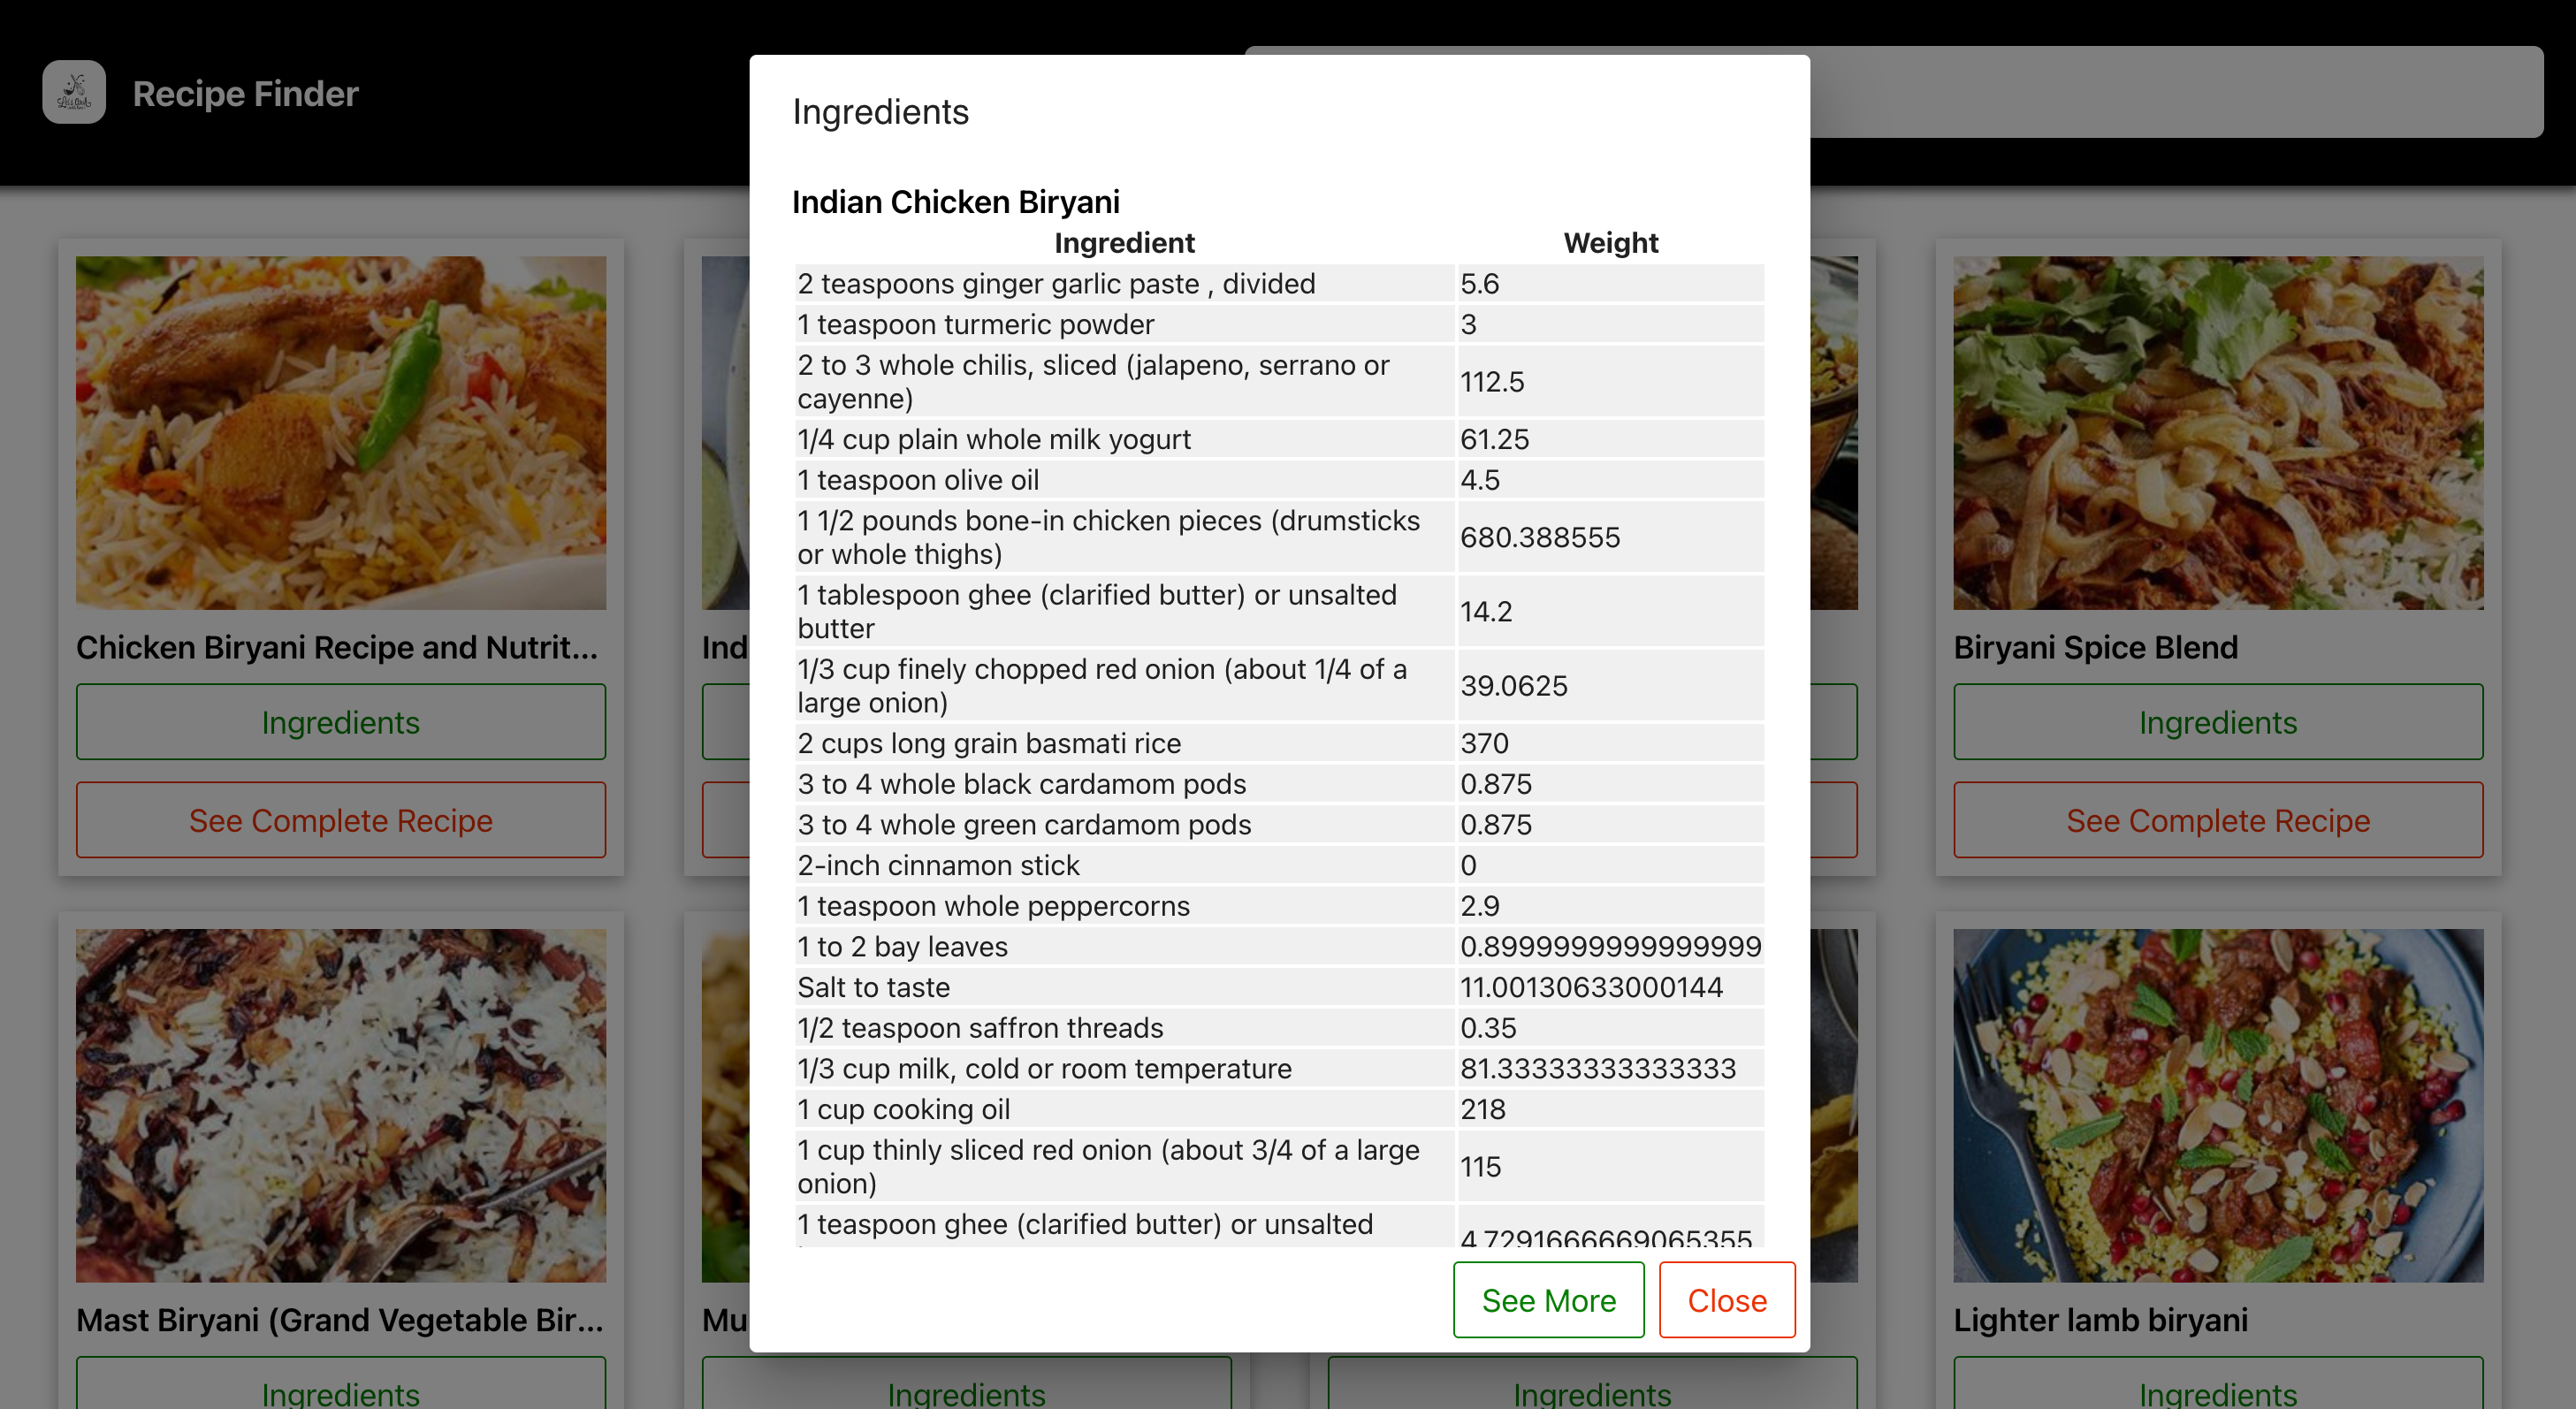 Recipe Finder
Ingredients
Indian Chicken Biryani
Ingredient Weight
2 teaspoons ginger garlic paste , divided 5.6
1 teaspoon turmeric powder 3
2 to 3 whole chilis, sliced (jalapeno, serrano or
cayenne) 112.5
1/4 cup plain whole milk yogurt 61.25
1 teaspoon olive oil 4.5
1 1/2 pounds bone-in chicken pieces (drumsticks
or whole thighs) 680.388555
1 tablespoon ghee (clarified butter) or unsalted
butter 14.2
1/3 cup finely chopped red onion (about 1/4 of a
large onion) 39.0625
2 cups long grain basmati rice 370
3 to 4 whole black cardamom pods 0.875
3 to 4 whole green cardamom pods 0.875
2-inch cinnamon stick 0
1 teaspoon whole peppercorns 2.9
1 to 2 bay leaves 0.8999999999999999
Salt to taste 11.00130633000144
1/2 teaspoon saffron threads 0.35
1/3 cup milk, cold or room temperature 81.33333333333333
1 cup cooking oil 218
1 cup thinly sliced red onion (about 3/4 of a large
onion) 115
1 teaspoon ghee (clarified butter) or unsalted
4.7291666669065355
See More Close
Chicken Biryani Recipe and Nutrit...
Ingredients
See Complete Recipe
Ind
Biryani Spice Blend
Ingredients
See Complete Recipe
Mast Biryani (Grand Vegetable Bir...
Ingredients
Mu
Ingredients
Ingredients
Lighter lamb biryani
Ingredients